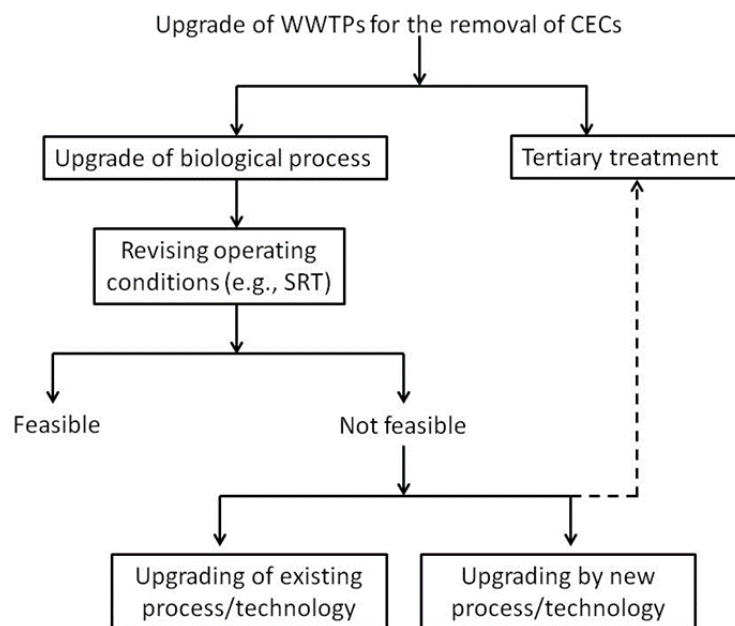 Upgrade of WWTPs for the removal of CECs
Upgrade of biological process
Tertiary treatment
Revising operating
conditions (e.g., SRT)
Feasible
Not feasible
Upgrading of existing
process/technology
Upgrading by new
process/technology